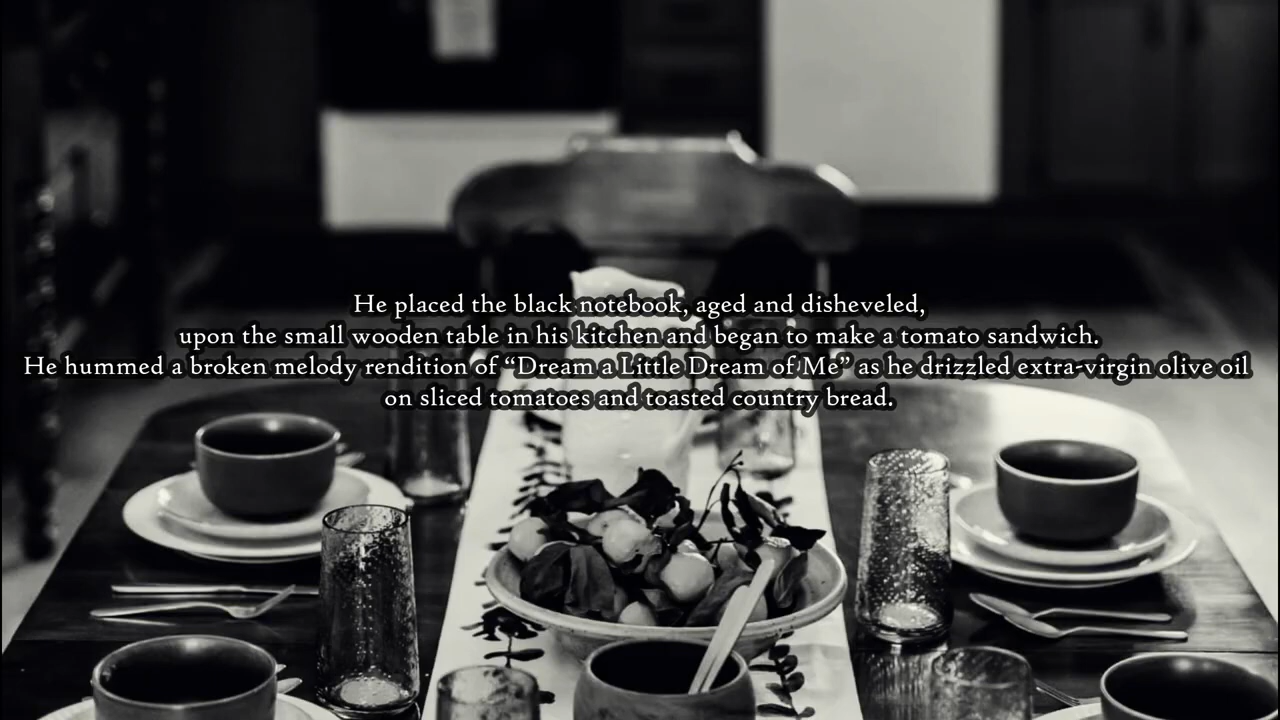 He placed the black notebook, aged and disheveled,
upon the small wooden table in his kitchen and began to make a tomato sandwich.
He hummed a broken melody rendition of “Dream a Little Dream of Me” as he drizzled extra-virgin olive oil
on sliced tomatoes and toasted country bread.